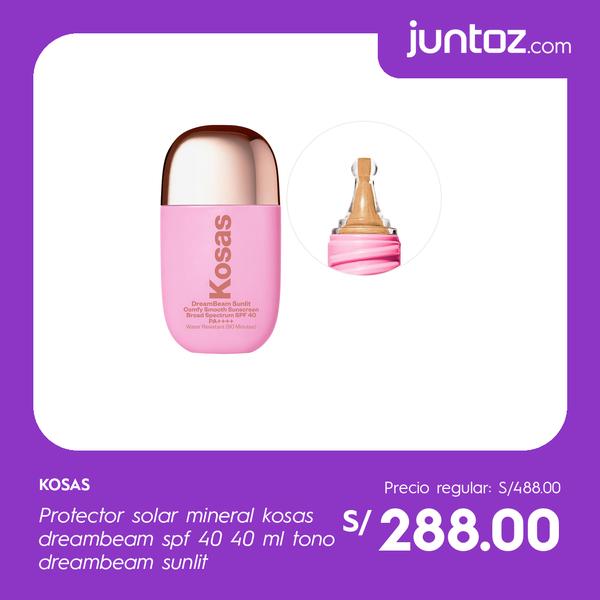 juntoz.com
Kosas
DreamBeam Sunlit
Comfy Smooth Sunscreen
Broad Spectrum SPF 40
PA++++
Water Resistant (80 Minutes)
KOSAS
Protector solar mineral kosas
dreambeam spf 40 40 ml tono
dreambeam sunlit
Precio regular: S/488.00
S/ 288.00